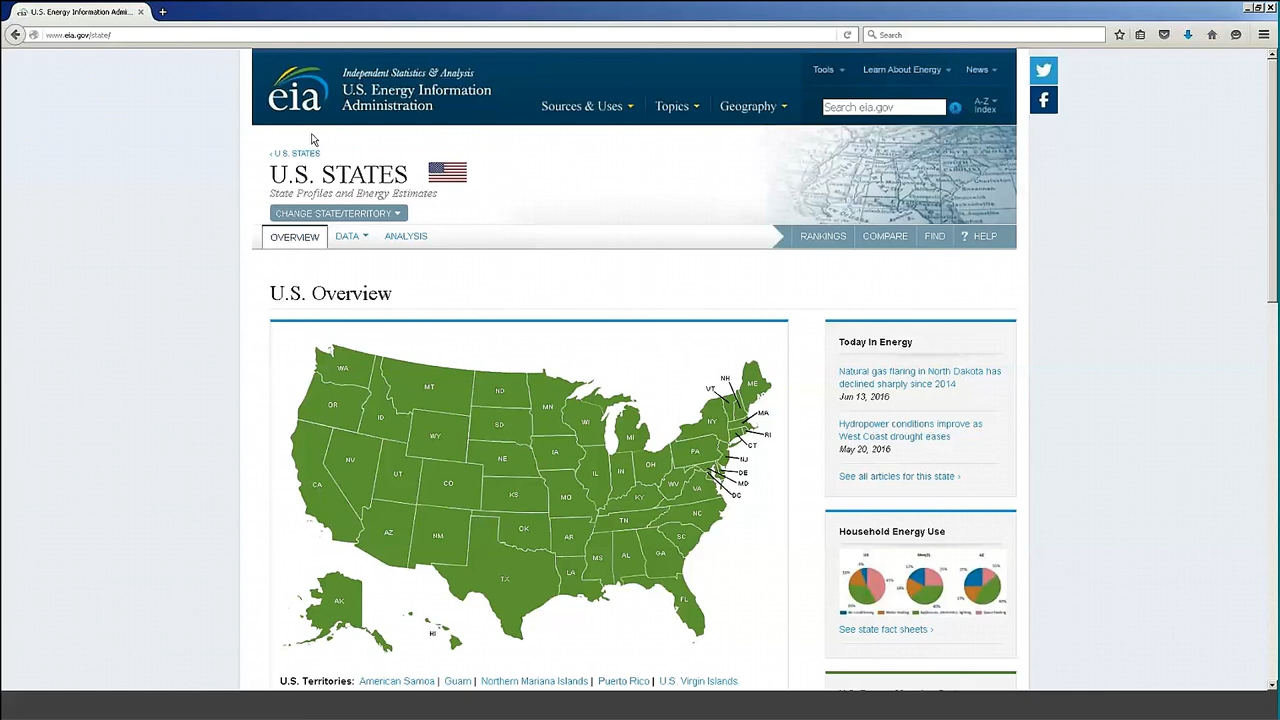 U.S. Energy Information Admi...
www.eia.gov/state/
Search
eia
Independent Statistics & Analysis
U.S. Energy Information
Administration
Sources & Uses
Topics
Geography
Tools
Learn About Energy
News
Search eia.gov
A-Z
Index
‹ U.S. STATES
U.S. STATES
State Profiles and Energy Estimates
CHANGE STATE/TERRITORY
OVERVIEW
DATA
ANALYSIS
RANKINGS
COMPARE
FIND
? HELP
U.S. Overview
WA
MT
ND
MN
OR
ID
SD
WI
MI
WY
NV
UT
CO
NE
IA
IL
IN
OH
PA
NY
VT
NH
ME
MA
RI
CT
NJ
DE
MD
DC
CA
KS
MO
KY
WV
VA
AZ
NM
OK
AR
TN
NC
SC
TX
LA
MS
AL
GA
FL
AK
HI
U.S. Territories: American Samoa | Guam | Northern Mariana Islands | Puerto Rico | U.S. Virgin Islands
Today In Energy
Natural gas flaring in North Dakota has
declined sharply since 2014
Jun 13, 2016
Hydropower conditions improve as
West Coast drought eases
May 20, 2016
See all articles for this state ›
Household Energy Use
See state fact sheets ›